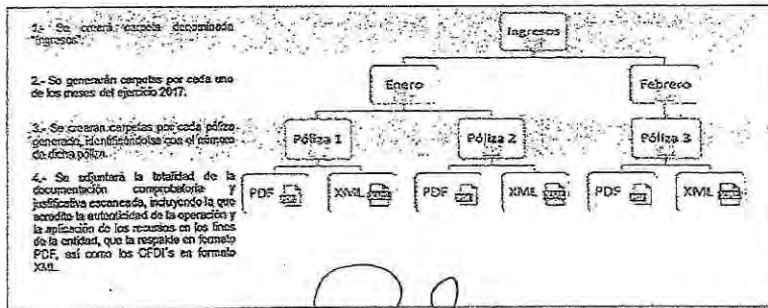 1.- Se creará carpeta denominada
"Ingresos".
2.- Se generarán carpetas por cada uno
de los meses del ejercicio 2017.
3.- Se crearan carpetas por cada póliza
generada, identificándolas con el número
de dicha póliza.
4.- Se adjuntará la totalidad de la
documentación comprobatoria y
justificativa escaneada, incluyendo la que
acredite la autenticidad de la operación y
la aplicación de los recursos en los fines
de la entidad, que la respalde en formato
PDF, así como los CFDI's en formato
XML.
Ingresos
Enero
Febrero
Póliza 1
Póliza 2
Póliza 3
PDF
XML
PDF
XML
PDF
XML